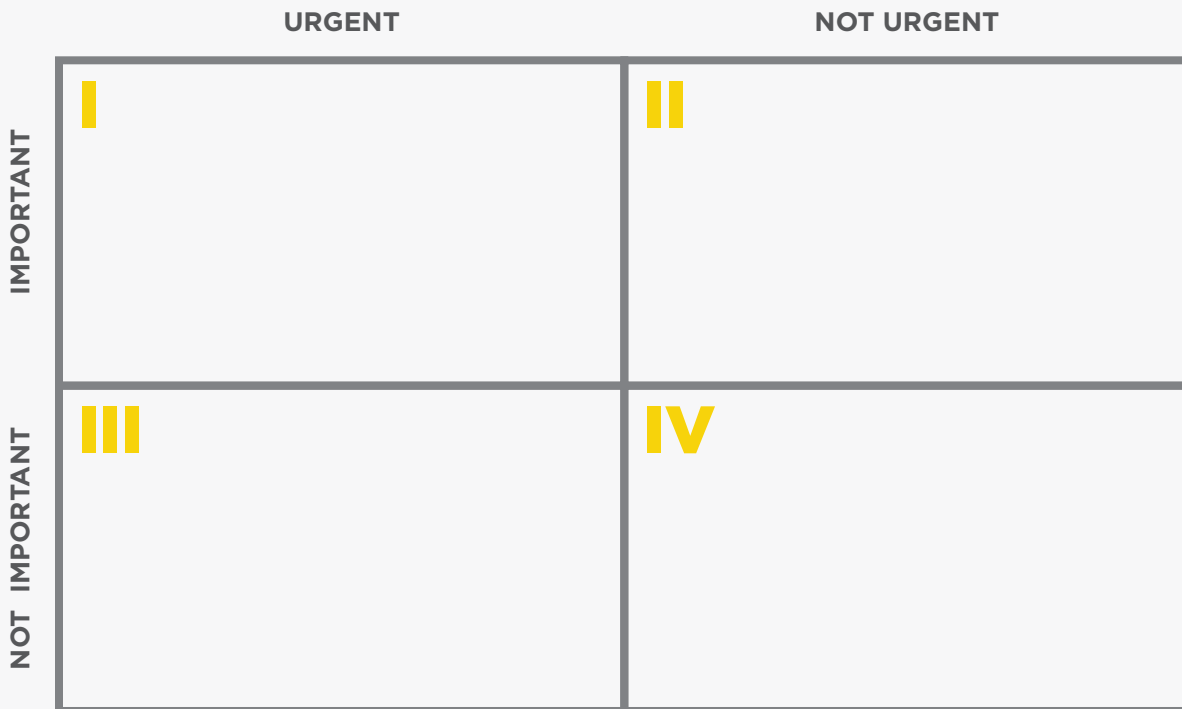 URGENT
NOT URGENT
IMPORTANT
I
II
NOT IMPORTANT
III
IV